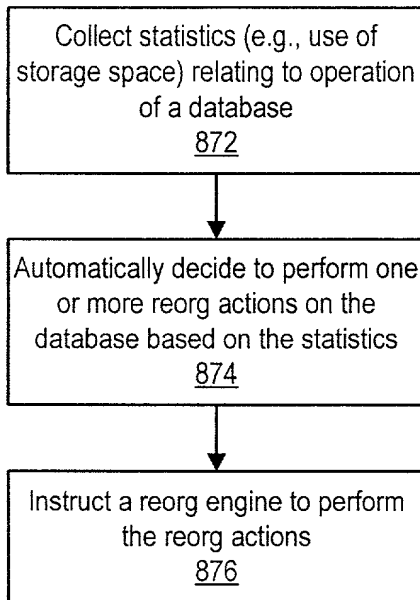 Collect statistics (e.g., use of
storage space) relating to operation
of a database
872
Automatically decide to perform one
or more reorg actions on the
database based on the statistics
874
Instruct a reorg engine to perform
the reorg actions
876